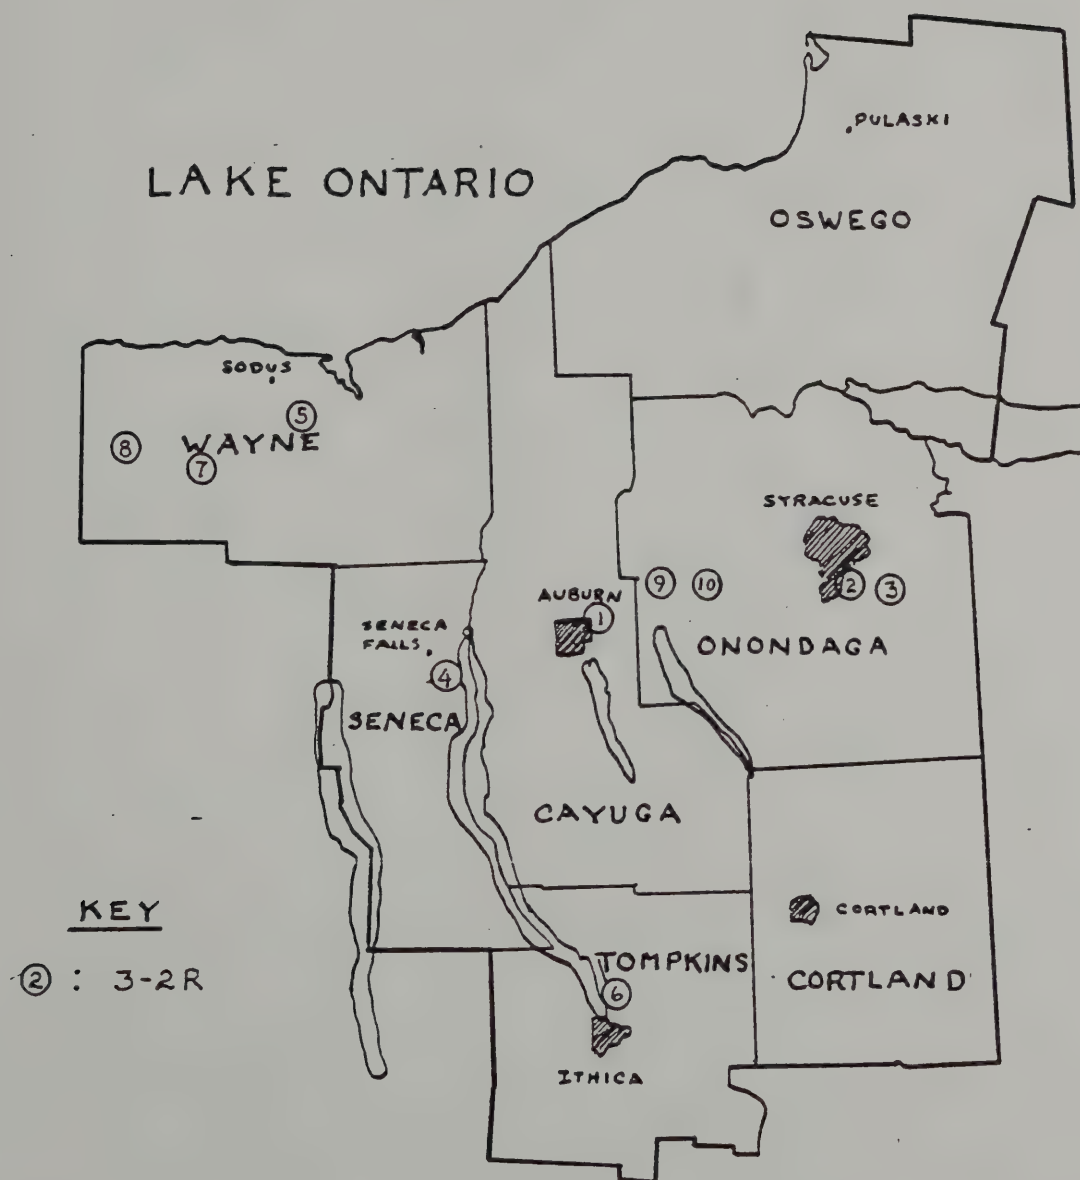 PULASKI
LAKE ONTARIO
OSWEGO
SODUS
5
8
WAYNE
7
SYRACUSE
AUBURN
9
10
2
3
1
SENECA
FALLS
4
ONONDAGA
SENECA
CAYUGA
KEY
2 : 3-2R
CORTLAND
TOMPKINS
CORTLAND
6
ITHICA